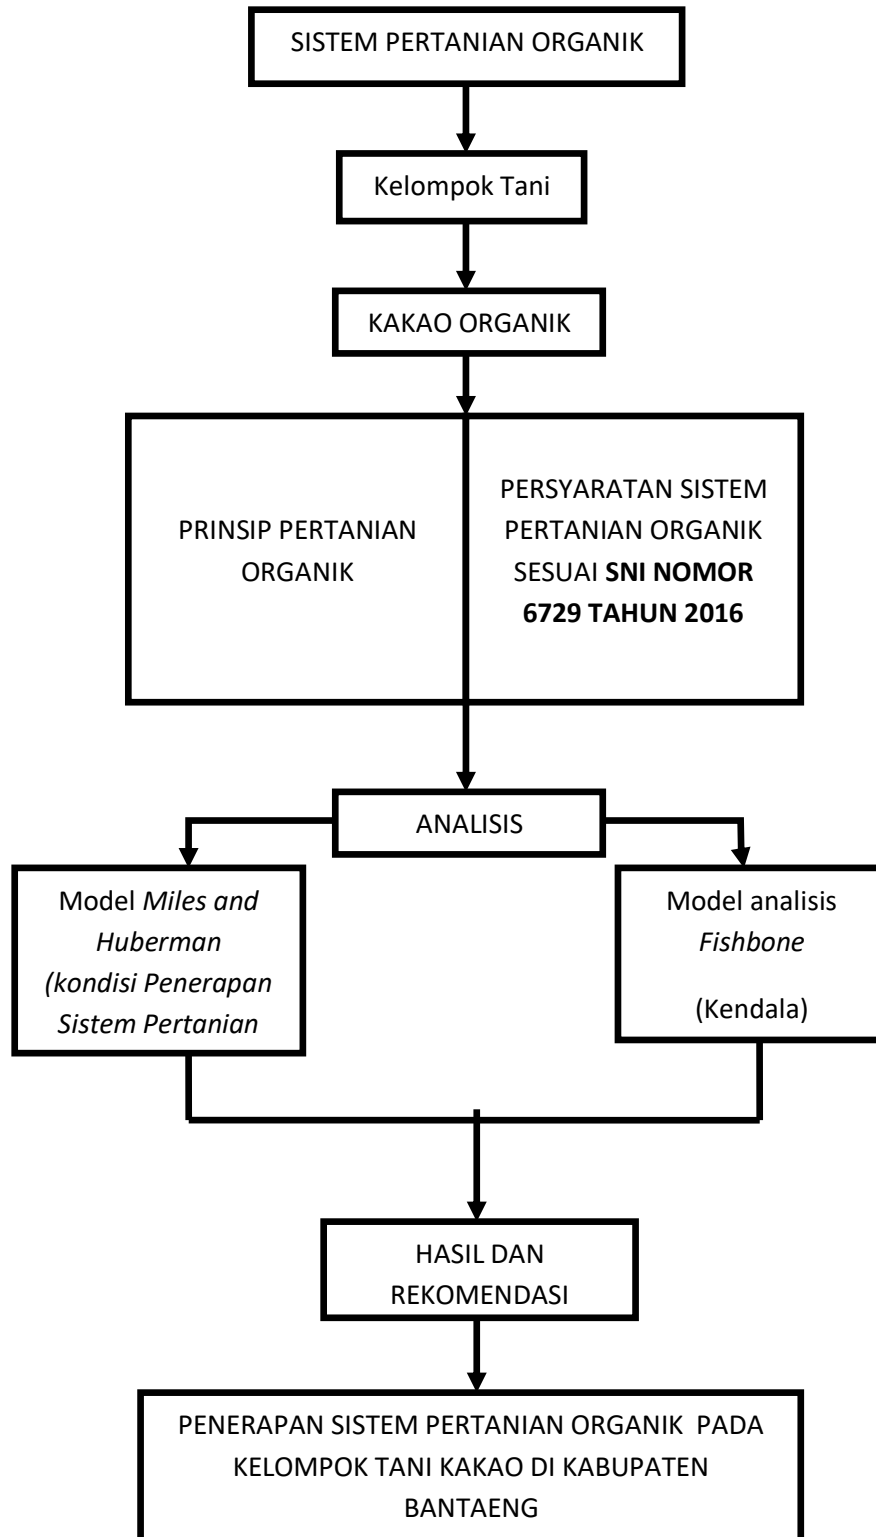 SISTEM PERTANIAN ORGANIK
Kelompok Tani
KAKAO ORGANIK
PRINSIP PERTANIAN
ORGANIK
PERSYARATAN SISTEM
PERTANIAN ORGANIK
SESUAI SNI NOMOR
6729 TAHUN 2016
ANALISIS
Model Miles and
Huberman
(kondisi Penerapan
Sistem Pertanian
Model analisis
Fishbone
(Kendala)
HASIL DAN
REKOMENDASI
PENERAPAN SISTEM PERTANIAN ORGANIK  PADA
KELOMPOK TANI KAKAO DI KABUPATEN
BANTAENG